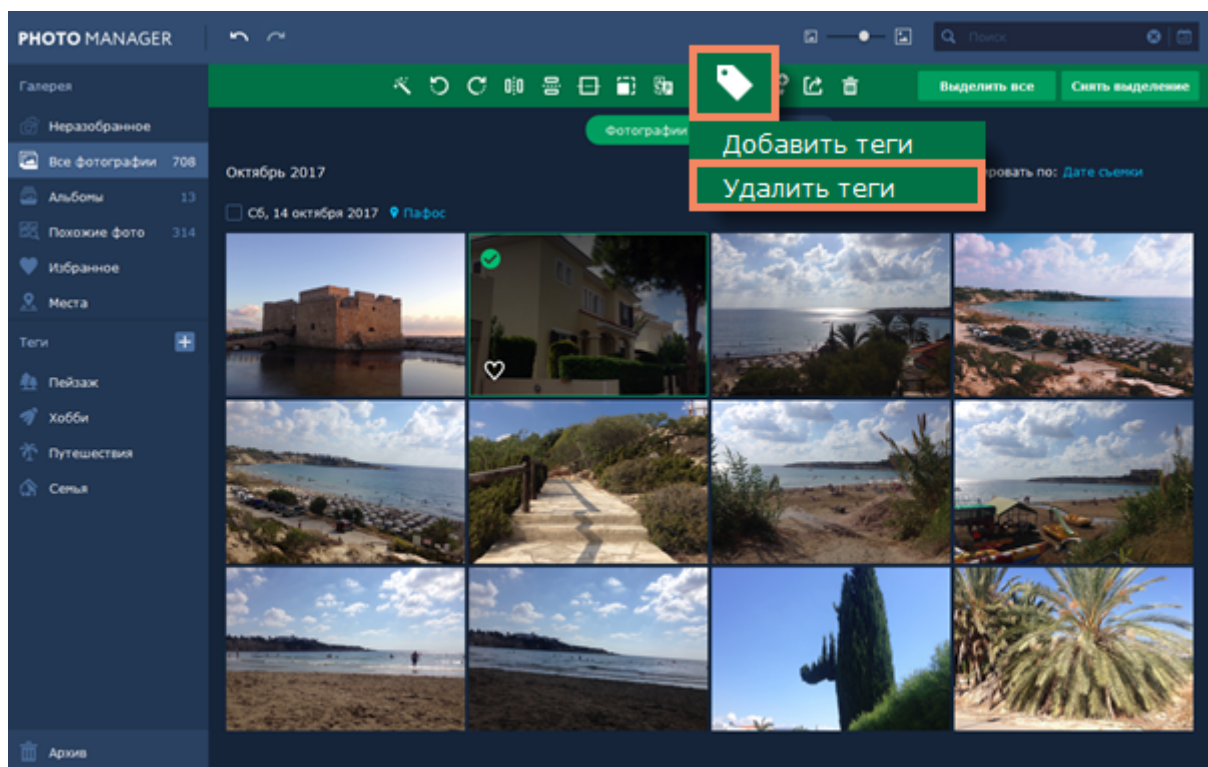 PHOTO MANAGER
Поиск
Галерея
Выделить все
Снять выделение
Неразобранное
Все фотографии 708
Альбомы 13
Похожие фото 314
Избранное
Места
Теги
Пейзаж
Хобби
Путешествия
Семья
Архив
Фотографии
Добавить теги
Удалить теги
Октябрь 2017
по: Дате съемки
Сб, 14 октября 2017 Пафос